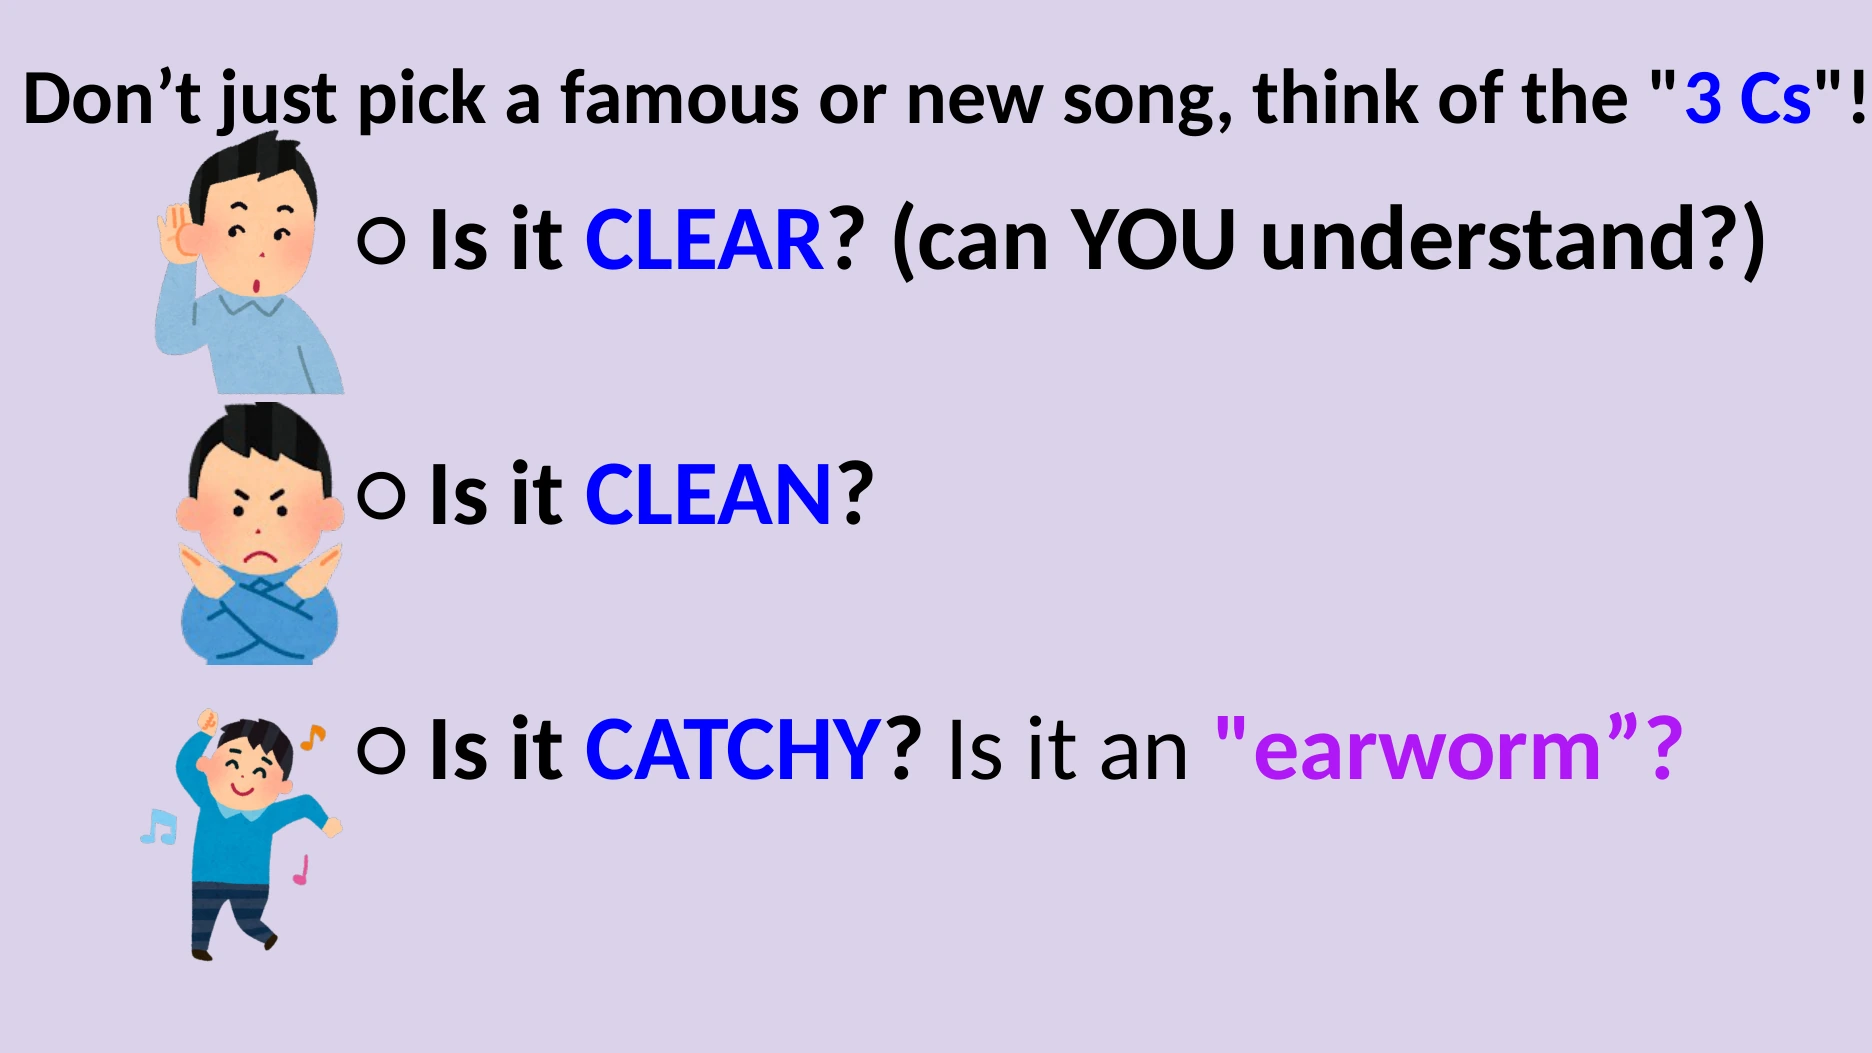 Don’t just pick a famous or new song, think of the "3 Cs"!
○ Is it CLEAR? (can YOU understand?)
○ Is it CLEAN?
○ Is it CATCHY? Is it an "earworm”?